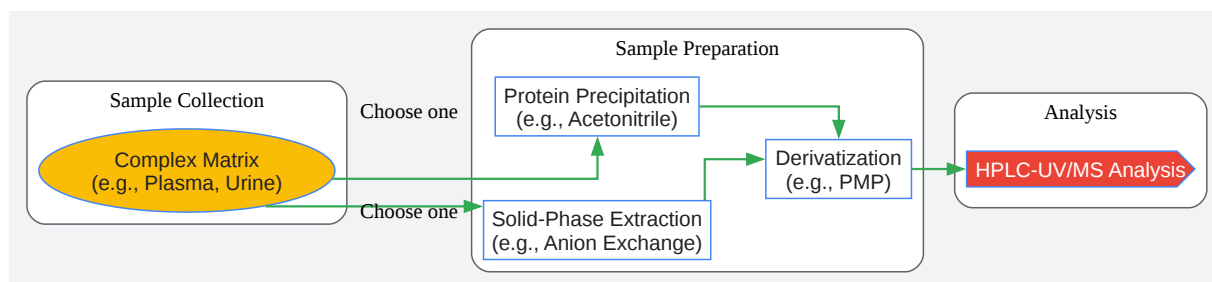 Sample Collection
Complex Matrix
(e.g., Plasma, Urine)
Choose one
Choose one
Sample Preparation
Protein Precipitation
(e.g., Acetonitrile)
Solid-Phase Extraction
(e.g., Anion Exchange)
Derivatization
(e.g., PMP)
Analysis
HPLC-UV/MS Analysis